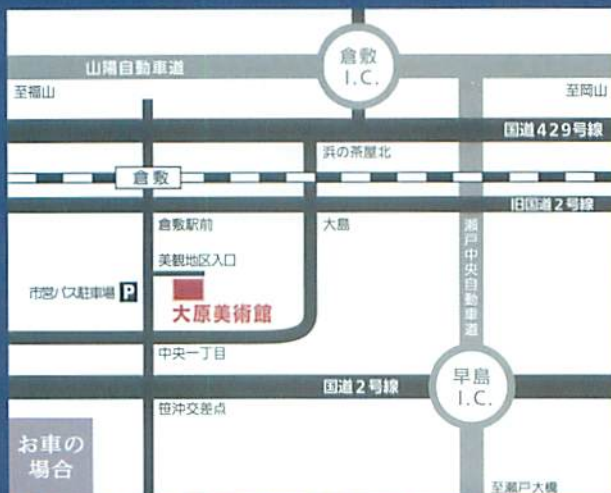 倉敷
I.C.
山陽自動車道
至福山
至岡山
国道429号線
浜の茶屋北
倉敷
旧国道2号線
倉敷駅前
大島
瀬戸中央自動車道
美観地区入口
市営バス駐車場 P
大原美術館
中央一丁目
国道2号線
早島
I.C.
笹沖交差点
お車の
場合
至瀬戸大橋